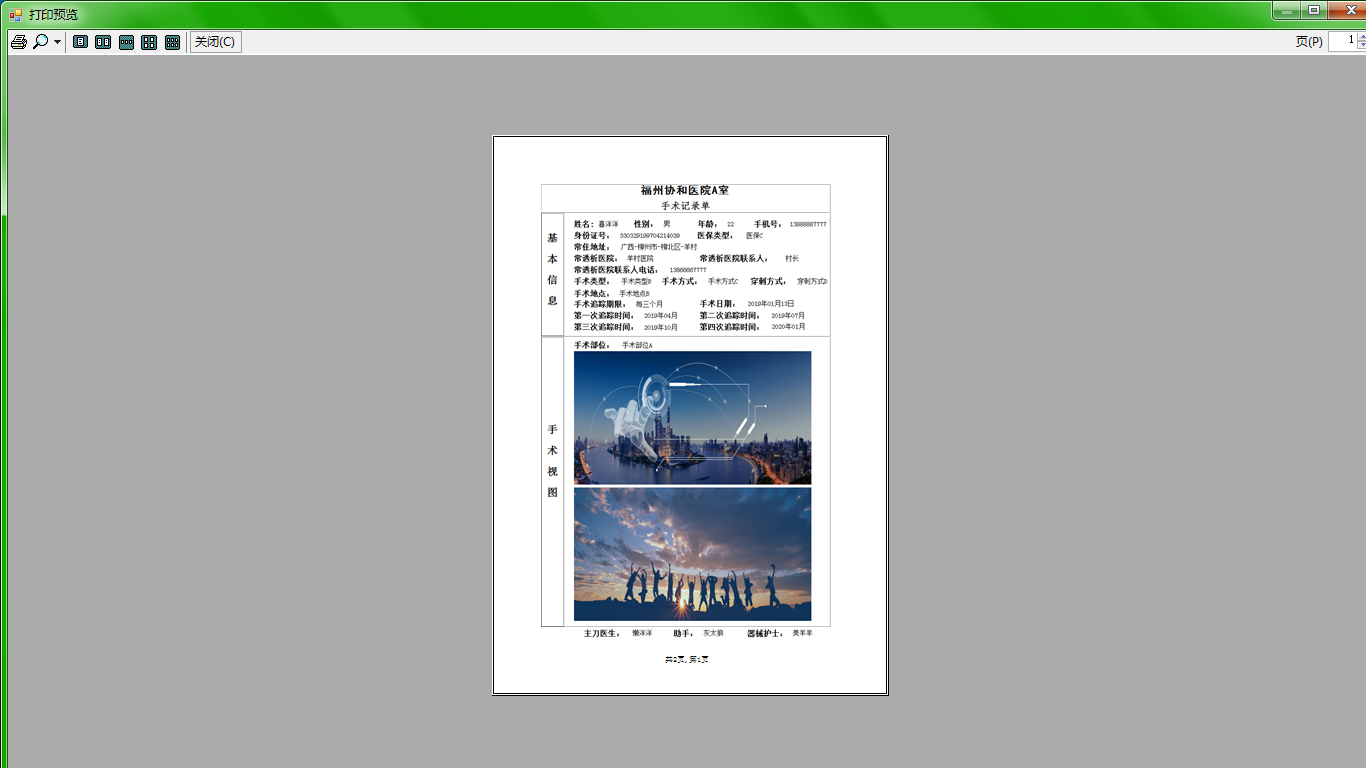 打印预览
关闭(C) 页(P) 1
福州协和医院A室
手术记录单
基本信息
姓名: 喜洋洋 性别: 男 年龄: 22 手机号: 13888887777
身份证号: 330329199704214039 医保类型: 医保C
常住地址: 广西-柳州市-柳北区-羊村
常透析医院: 羊村医院 常透析医院联系人: 村长
常透析医院联系人电话: 13866667777
手术类型: 手术类型B 手术方式: 手术方式C 穿刺方式: 穿刺方式D
手术地点: 手术地点B
手术追踪期限: 每三个月 手术日期: 2019年01月13日
第一次追踪时间: 2019年04月 第二次追踪时间: 2019年07月
第三次追踪时间: 2019年10月 第四次追踪时间: 2020年01月
手术视图
手术部位: 手术部位A
主刀医生: 懒洋洋 助手: 灰太狼 器械护士: 美羊羊
共2页, 第1页